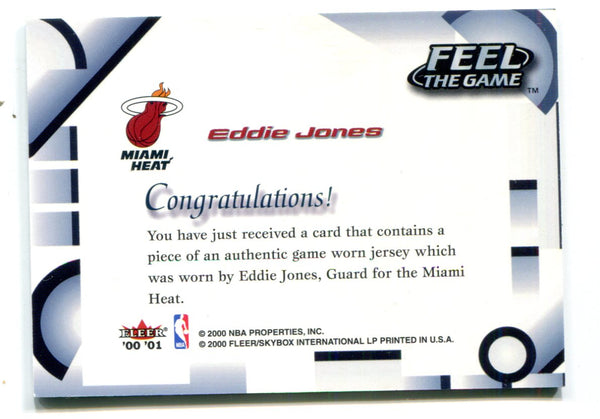 FEEL
THE GAME™
MIAMI
HEAT
Eddie Jones
Congratulations!
You have just received a card that contains a
piece of an authentic game worn jersey which
was worn by Eddie Jones, Guard for the Miami
Heat.
FLEER
'00 '01
NBA
© 2000 NBA PROPERTIES, INC.
© 2000 FLEER/SKYBOX INTERNATIONAL LP PRINTED IN U.S.A.